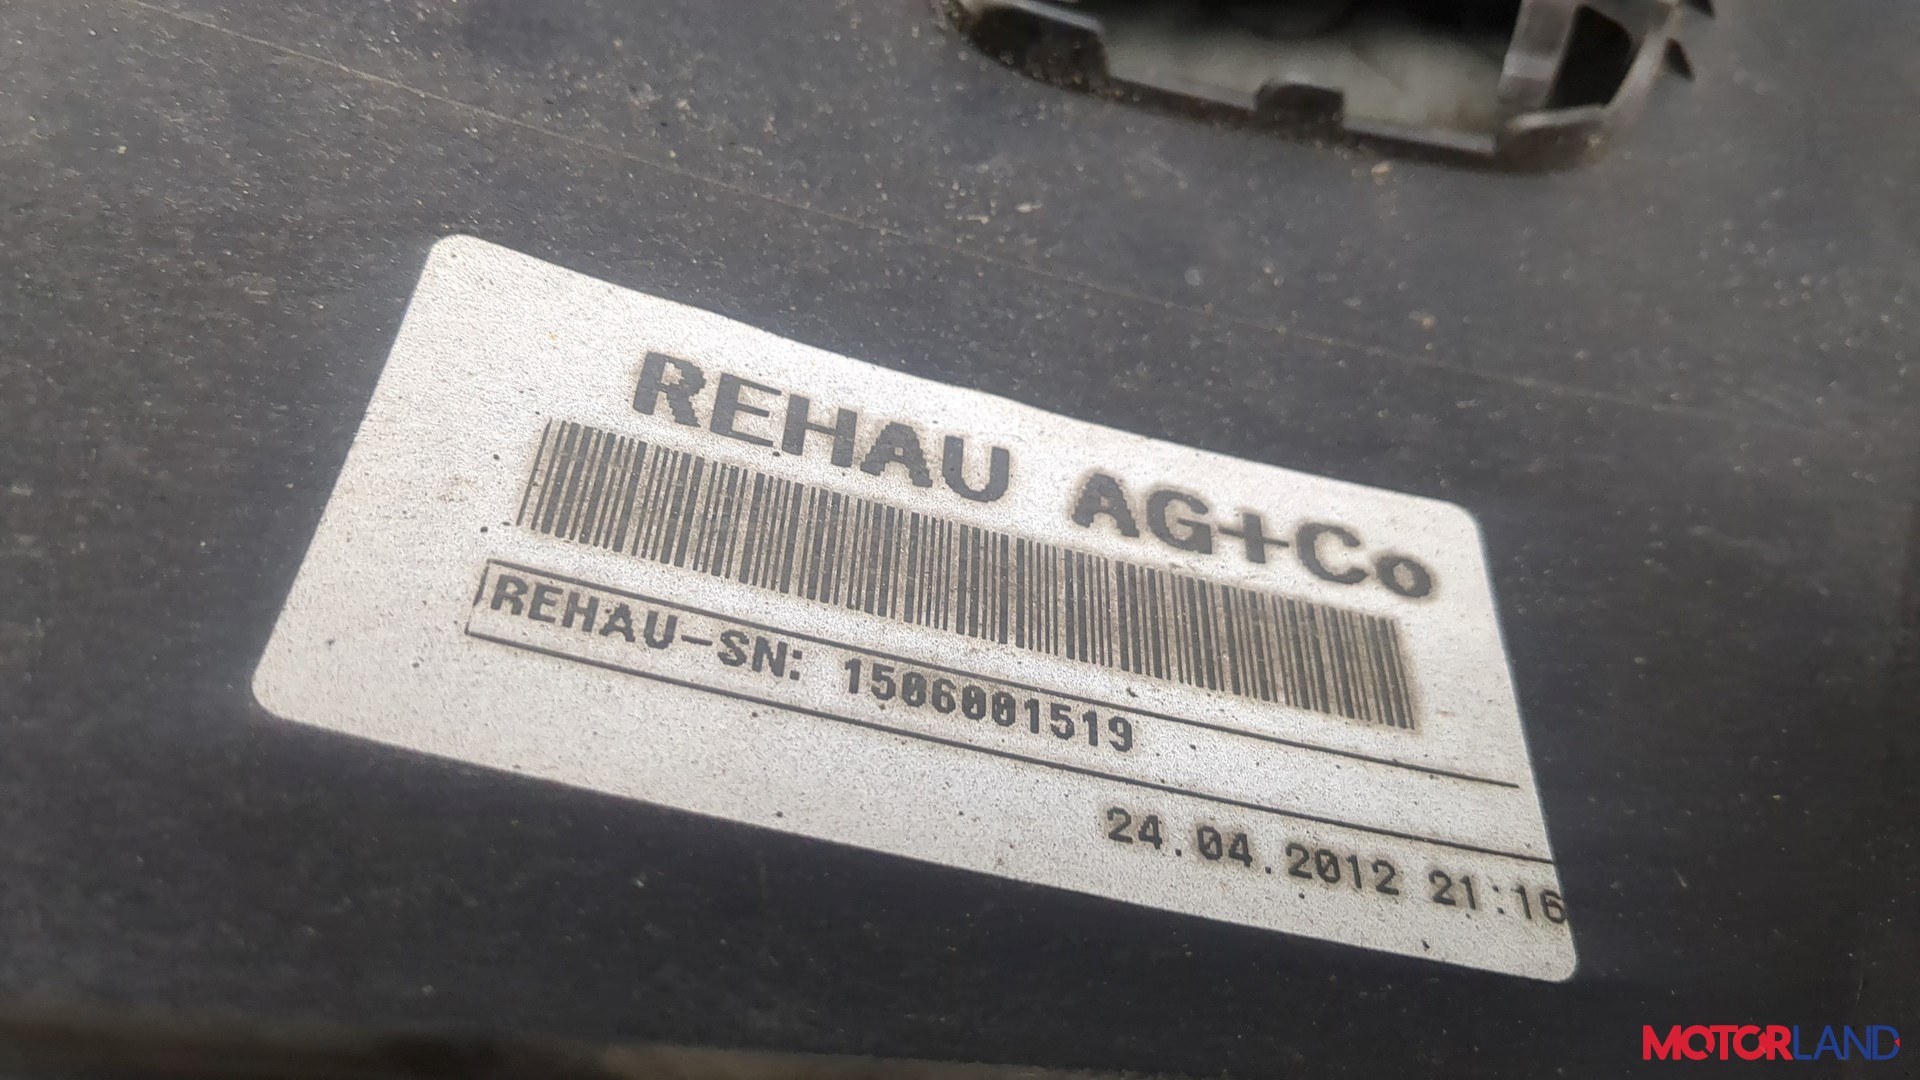 REHAU AG+Co
REHAU-SN: 1506001519
24.04.2012 21:16
MOTORLAND